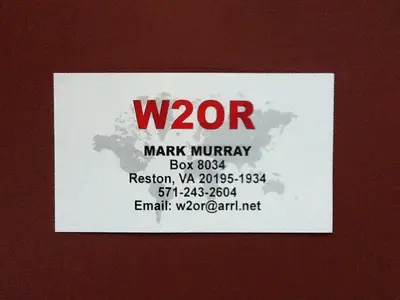 W2OR
MARK MURRAY
Box 8034
Reston, VA 20195-1934
571-243-2604
Email: w2or@arrl.net